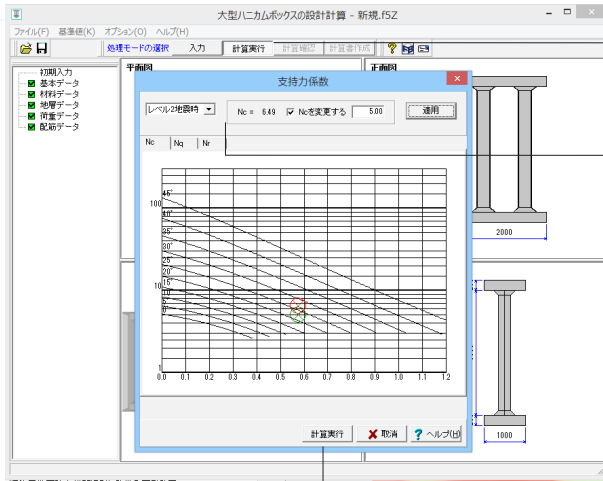 大型ハニカムボックスの設計計算 - 新規.f5Z
ファイル(F) 基準値(K) オプション(O) ヘルプ(H)
処理モードの選択 入力 計算実行 計算確認 計算書作成
初期入力
基本データ
材料データ
地層データ
荷重データ
配筋データ
平面図
正面図
支持力係数
レベル2地震時 Nc = 6.49 Ncを変更する 5.00 適用
Nc Nq Nr
45°
100
40°
35°
30°
25°
20°
10 15°
10°
5°
0°
1
0.0 0.1 0.2 0.3 0.4 0.5 0.6 0.7 0.8 0.9 1.0 1.1 1.2
計算実行 取消 ヘルプ(H)
2000
1000